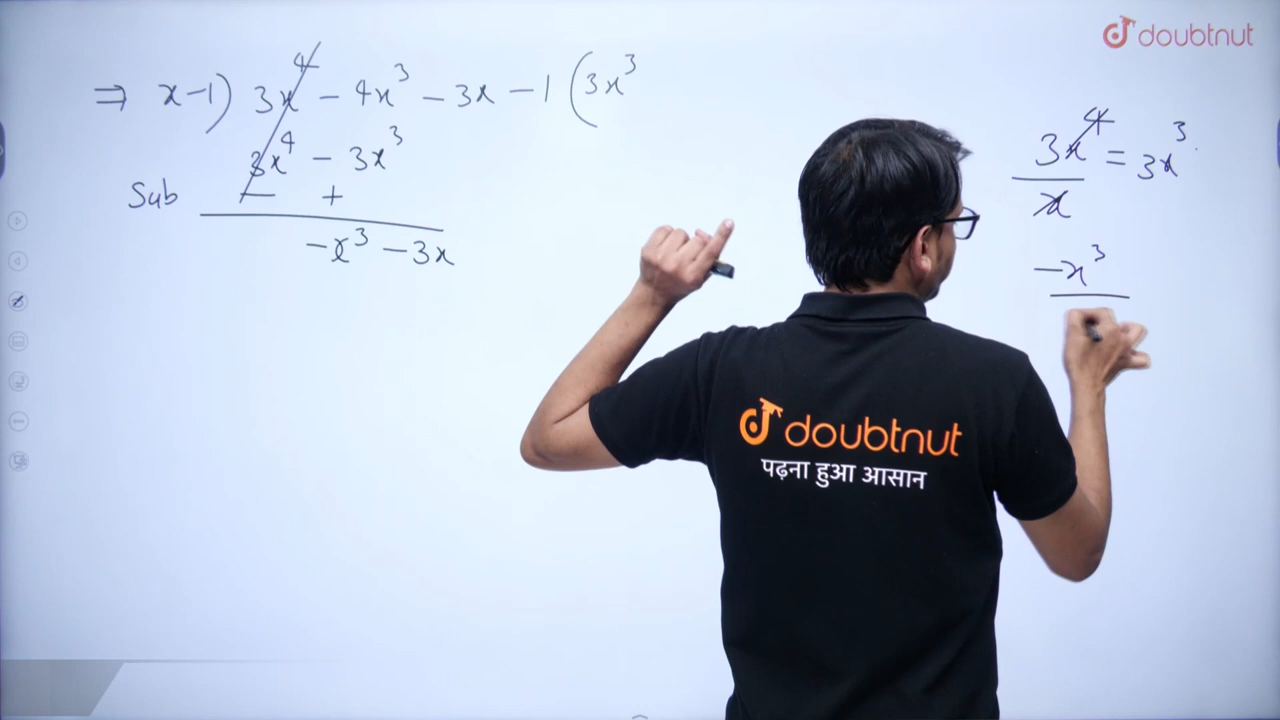 ⇒ x-1) 3x⁴ - 4x³ - 3x - 1 (3x³
3x⁴ - 3x³
Sub - +
-x³ - 3x
doubtnut
3x⁴ = 3x³
x
-x³
doubtnut
पढ़ना हुआ आसान